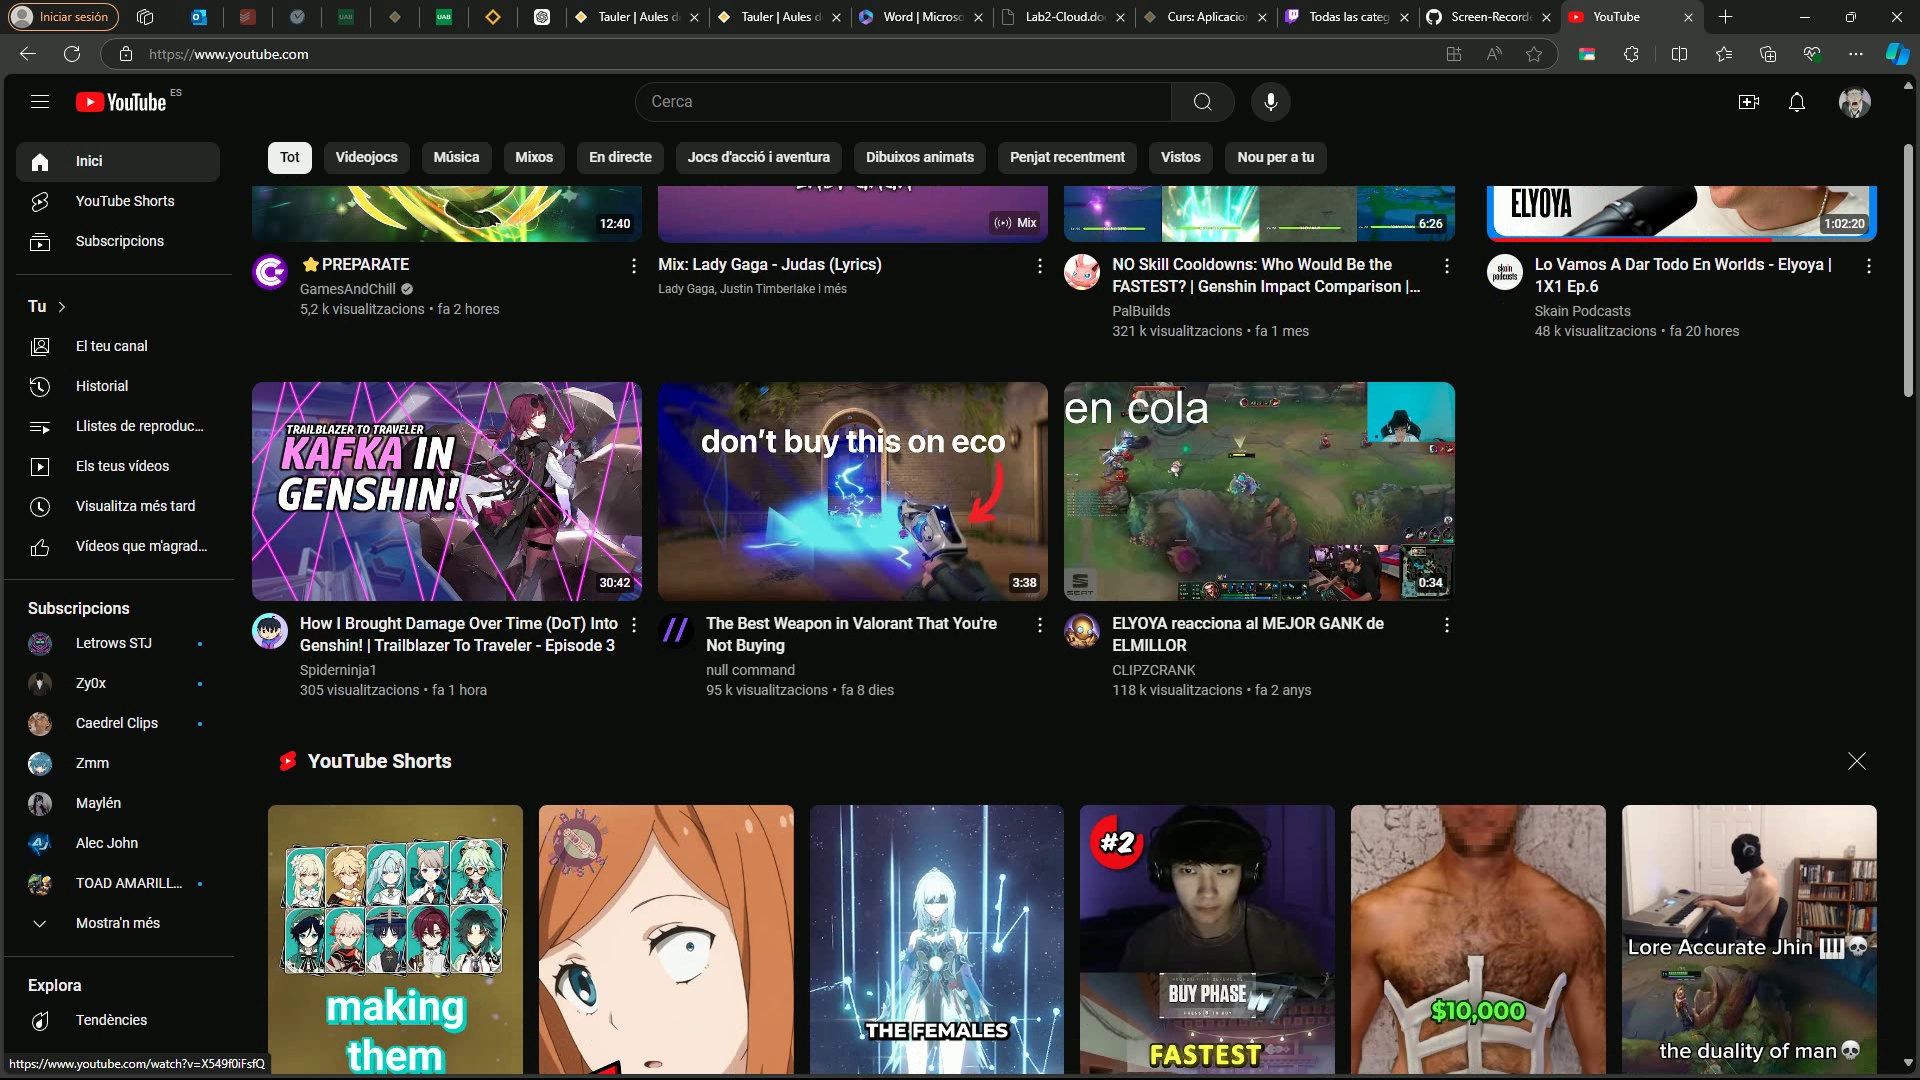 Iniciar sesión
Tauler | Aules d
Tauler | Aules d
Word | Microso
Lab2-Cloud.do
Curs: Aplicacio
Todas las categ
Screen-Recorde
YouTube
https://www.youtube.com
YouTube ES
Cerca
Tot
Videojocs
Música
Mixos
En directe
Jocs d'acció i aventura
Dibuixos animats
Penjat recentment
Vistos
Nou per a tu
Inici
YouTube Shorts
Subscripcions
Tu
El teu canal
Historial
Llistes de reproduc...
Els teus vídeos
Visualitza més tard
Vídeos que m'agrad...
Subscripcions
Letrows STJ
Zy0x
Caedrel Clips
Zmm
Maylén
Alec John
TOAD AMARILL...
Mostra'n més
Explora
Tendències
https://www.youtube.com/watch?v=X549f0iFsfQ
12:40
⭐PREPARATE
GamesAndChill
5,2 k visualitzacions • fa 2 hores
Mix
Mix: Lady Gaga - Judas (Lyrics)
Lady Gaga, Justin Timberlake i més
6:26
NO Skill Cooldowns: Who Would Be the
FASTEST? | Genshin Impact Comparison |...
PalBuilds
321 k visualitzacions • fa 1 mes
ELYOYA
1:02:20
skain
podcasts
Lo Vamos A Dar Todo En Worlds - Elyoya |
1X1 Ep.6
Skain Podcasts
48 k visualitzacions • fa 20 hores
TRAILBLAZER TO TRAVELER
KAFKA IN
GENSHIN!
30:42
How I Brought Damage Over Time (DoT) Into
Genshin! | Trailblazer To Traveler - Episode 3
Spiderninja1
305 visualitzacions • fa 1 hora
don't buy this on eco
3:38
The Best Weapon in Valorant That You're
Not Buying
null command
95 k visualitzacions • fa 8 dies
en cola
SEAT
0:34
ELYOYA reacciona al MEJOR GANK de
ELMILLOR
CLIPZCRANK
118 k visualitzacions • fa 2 anys
YouTube Shorts
making
them
THE FEMALES
#2
BUY PHASE
FASTEST
$10,000
Lore Accurate Jhin 🎹💀
the duality of man💀